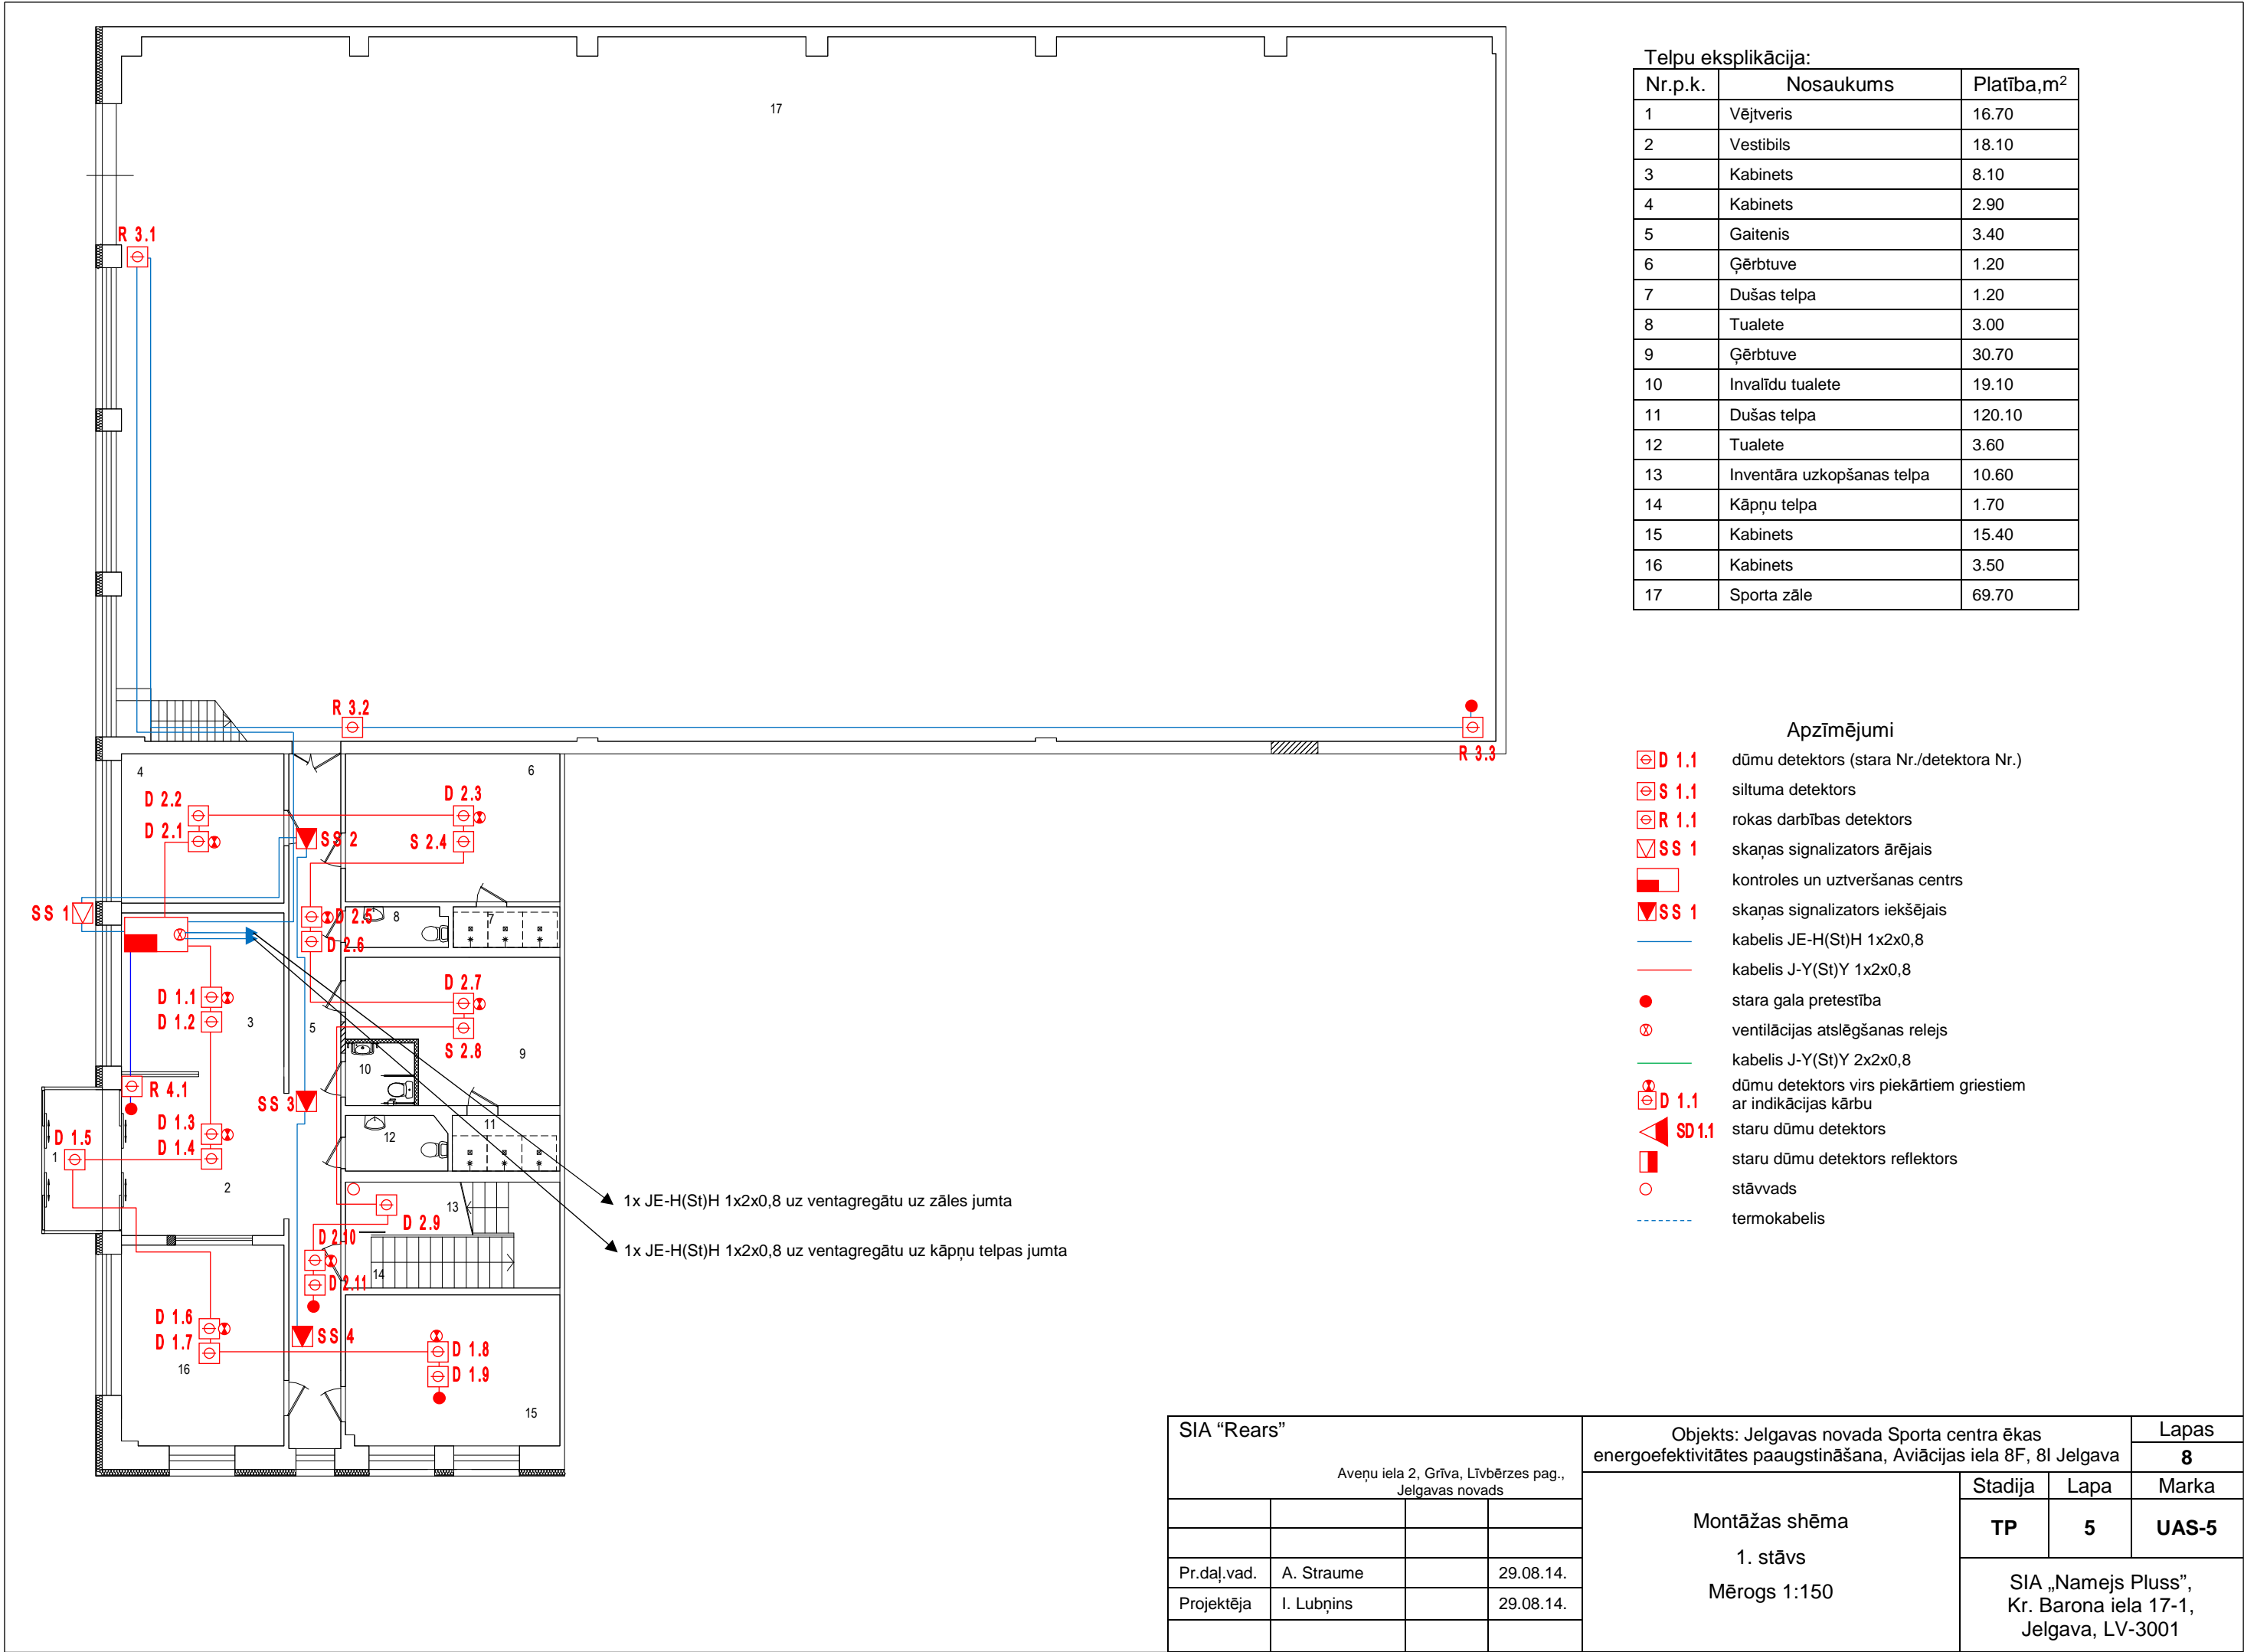 17
R 3.1
R 3.2
R 3.3
4
6
D 2.2
D 2.3
D 2.1
SS 2
S 2.4
SS 1
D 2.5
8
7
D 2.6
D 1.1
D 2.7
D 1.2
3
5
S 2.8
9
10
R 4.1
SS 3
D 1.3
11
12
D 1.5
D 1.4
1
2
13
D 2.9
D 2.10
14
D 2.11
D 1.6
SS 4
D 1.7
D 1.8
16
D 1.9
15
1x JE-H(St)H 1x2x0,8 uz ventagregātu uz zāles jumta
1x JE-H(St)H 1x2x0,8 uz ventagregātu uz kāpņu telpas jumta
Telpu eksplikācija:
Nr.p.k. Nosaukums Platība,m²
1 Vējtveris 16.70
2 Vestibils 18.10
3 Kabinets 8.10
4 Kabinets 2.90
5 Gaitenis 3.40
6 Ģērbtuve 1.20
7 Dušas telpa 1.20
8 Tualete 3.00
9 Ģērbtuve 30.70
10 Invalīdu tualete 19.10
11 Dušas telpa 120.10
12 Tualete 3.60
13 Inventāra uzkopšanas telpa 10.60
14 Kāpņu telpa 1.70
15 Kabinets 15.40
16 Kabinets 3.50
17 Sporta zāle 69.70
Apzīmējumi
D 1.1 dūmu detektors (stara Nr./detektora Nr.)
S 1.1 siltuma detektors
R 1.1 rokas darbības detektors
SS 1 skaņas signalizators ārējais
kontroles un uztveršanas centrs
SS 1 skaņas signalizators iekšējais
kabelis JE-H(St)H 1x2x0,8
kabelis J-Y(St)Y 1x2x0,8
stara gala pretestība
ventilācijas atslēgšanas relejs
kabelis J-Y(St)Y 2x2x0,8
dūmu detektors virs piekārtiem griestiem
D 1.1 ar indikācijas kārbu
SD 1.1 staru dūmu detektors
staru dūmu detektors reflektors
stāvvads
termokabelis
SIA “Rears”
Aveņu iela 2, Grīva, Līvbērzes pag.,
Jelgavas novads
Pr.daļ.vad. A. Straume 29.08.14.
Projektēja I. Lubņins 29.08.14.
Objekts: Jelgavas novada Sporta centra ēkas
energoefektivitātes paaugstināšana, Aviācijas iela 8F, 8I Jelgava
Lapas
8
Montāžas shēma
1. stāvs
Mērogs 1:150
Stadija Lapa Marka
TP 5 UAS-5
SIA „Namejs Pluss”,
Kr. Barona iela 17-1,
Jelgava, LV-3001